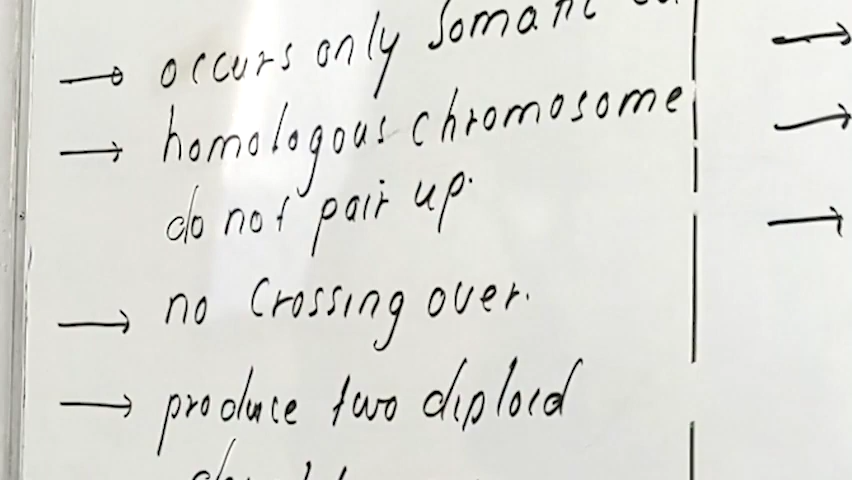 → occurs only Somatic
→ homologous chromosome
do not pair up.
→ no Crossing over.
→ produce two diploid